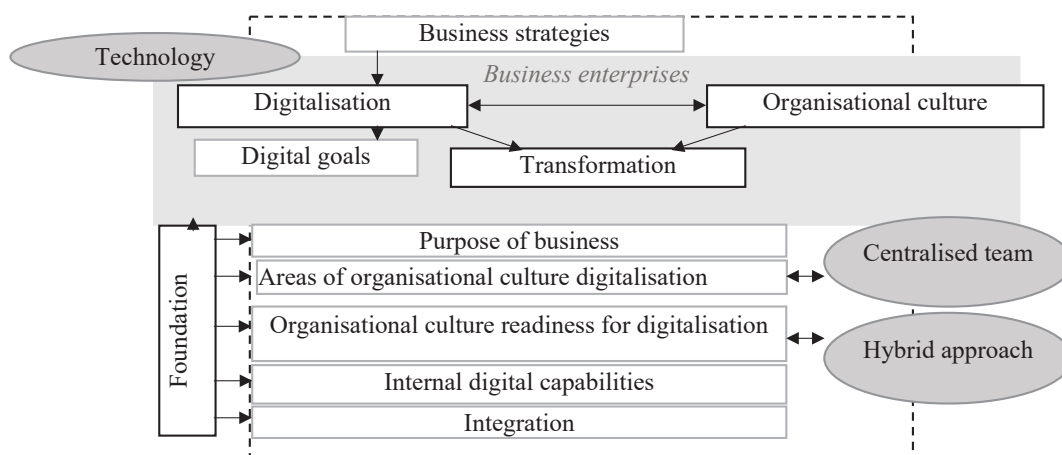 Business strategies
Technology
Business enterprises
Digitalisation
Organisational culture
Digital goals
Transformation
Foundation
Purpose of business
Areas of organisational culture digitalisation
Centralised team
Organisational culture readiness for digitalisation
Hybrid approach
Internal digital capabilities
Integration